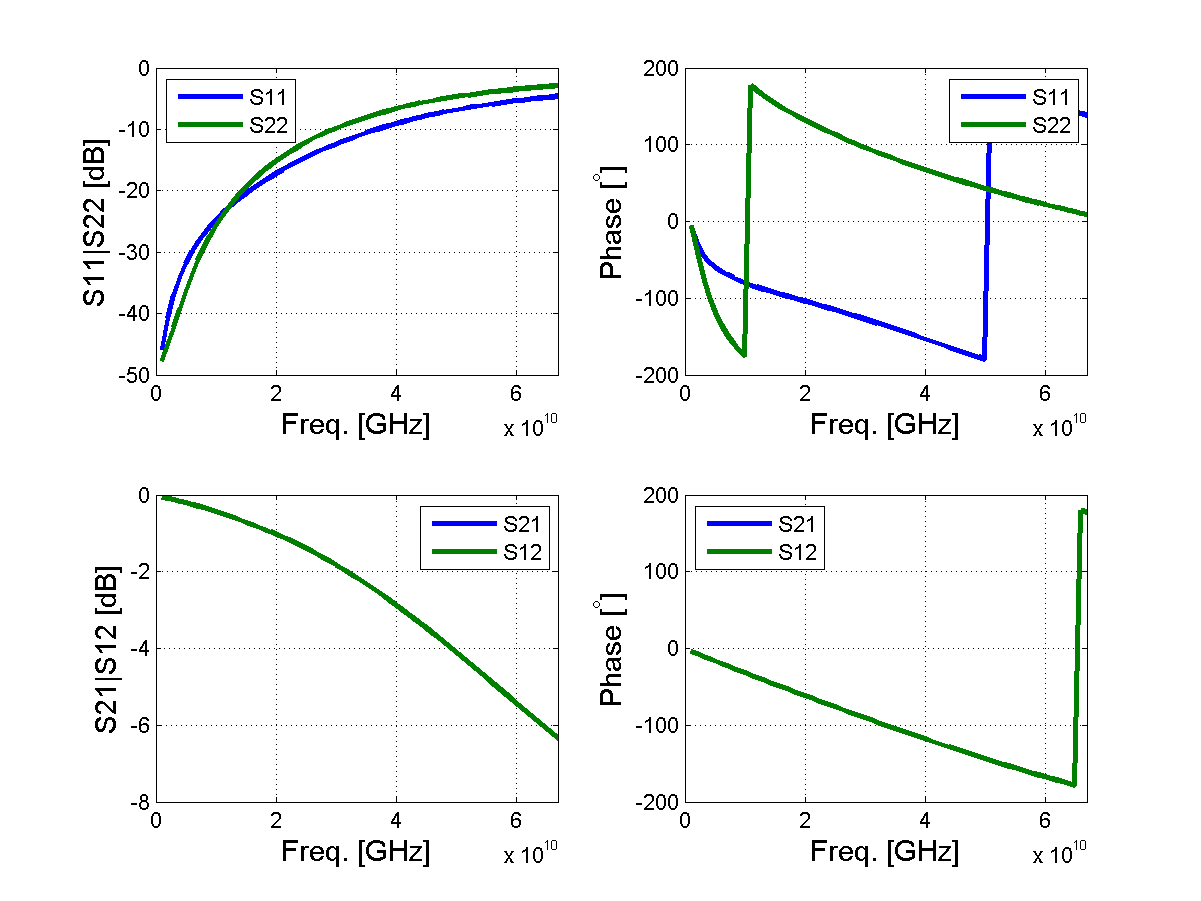 S11|S22 [dB]
0
-10
-20
-30
-40
-50
S11
S22
0 2 4 6
Freq. [GHz]
x 10^10
Phase [°]
200
100
0
-100
-200
S11
S22
0 2 4 6
Freq. [GHz]
x 10^10
S21|S12 [dB]
0
-2
-4
-6
-8
S21
S12
0 2 4 6
Freq. [GHz]
x 10^10
Phase [°]
200
100
0
-100
-200
S21
S12
0 2 4 6
Freq. [GHz]
x 10^10